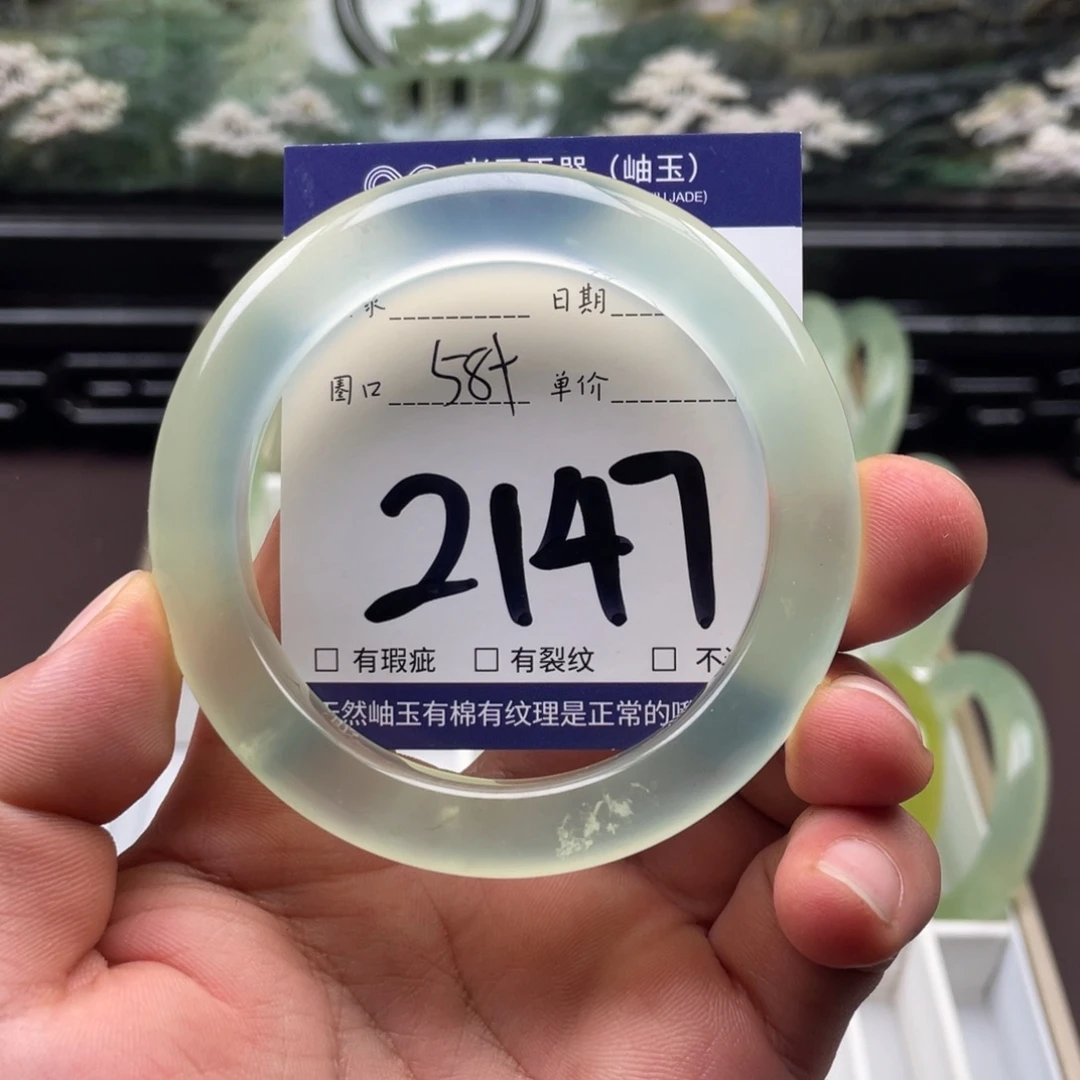 （岫玉）
JADE)
日期
圈口 58+ 单价
2147
□ 有瑕疵 □ 有裂纹 □ 不
然岫玉有棉有纹理是正常的